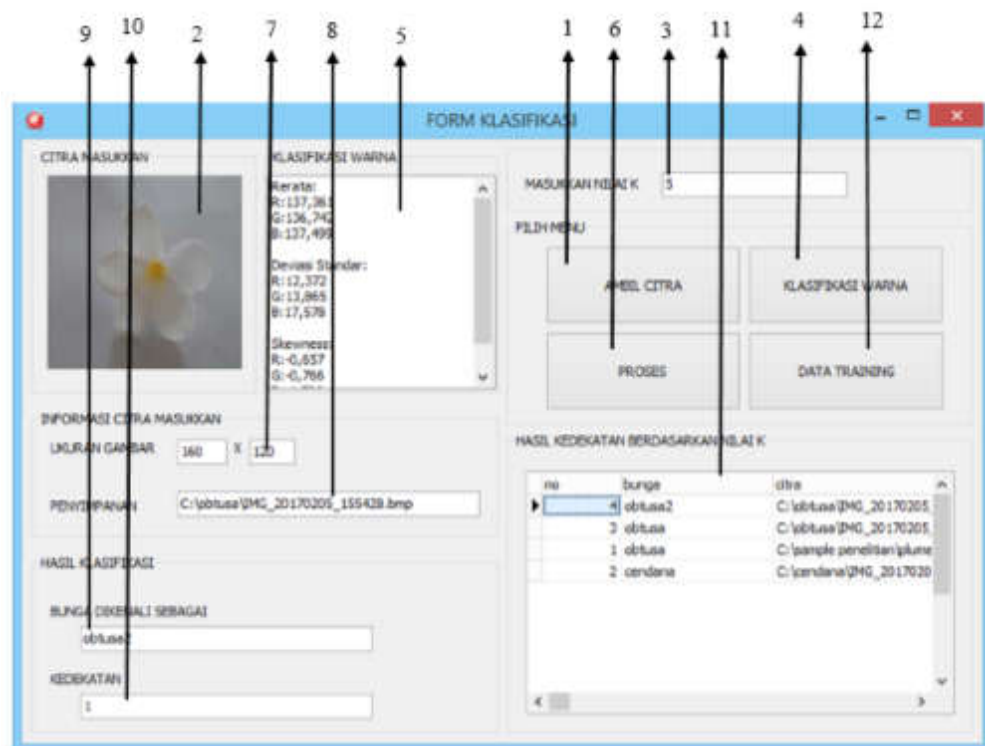 9 10 2 7 8 5 1 6 3 11 4 12
FORM KLASIFIKASI
CITRA MASUKKAN
KLASIFIKASI WARNA
Rerata:
R:137,361
G:136,742
B:137,499
Deviasi Standar:
R:12,372
G:13,865
B:17,578
Skewness:
R:-0,657
G:-0,766
MASUKKAN NILAI K 5
PILIH MENU
AMBIL CITRA
KLASIFIKASI WARNA
PROSES
DATA TRAINING
INFORMASI CITRA MASUKKAN
UKURAN GAMBAR 160 X 120
PENYIMPANAN C:\obtusa\IMG_20170205_155428.bmp
HASIL KLASIFIKASI
BUNGA DIKENALI SEBAGAI
obtusa2
KEDEKATAN
1
HASIL KEDEKATAN BERDASARKAN NILAI K
no bunga citra
4 obtusa2 C:\obtusa\IMG_20170205_
3 obtusa C:\obtusa\IMG_20170205_
1 obtusa C:\sample penelitian\plume
2 cendana C:\cendana\IMG_2017020